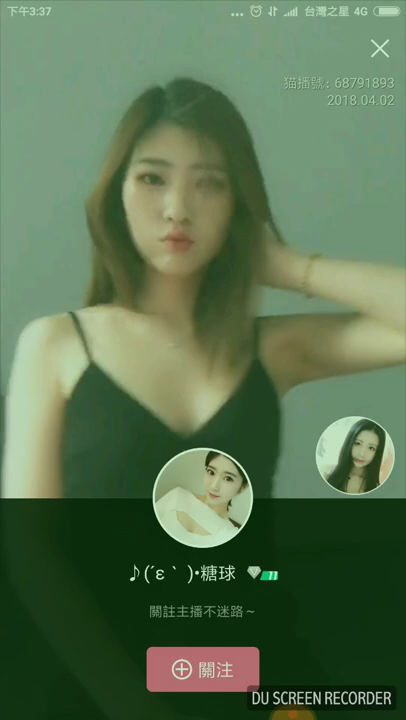 下午3:37 ... 台灣之星 4G
猫播號: 68791893
2018.04.02
♪(´ε｀ )•糖球
關註主播不迷路～
關注
DU SCREEN RECORDER